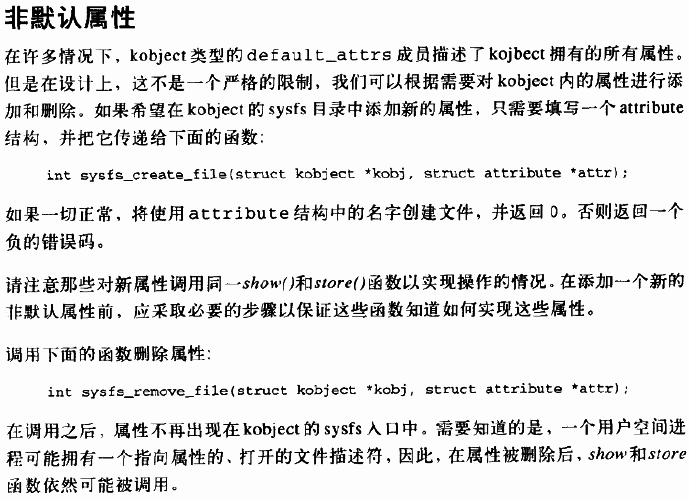 非默认属性
在许多情况下，kobject 类型的 default_attrs 成员描述了 kojbect 拥有的所有属性。
但是在设计上，这不是一个严格的限制，我们可以根据需要对 kobject 内的属性进行添
加和删除。如果希望在 kobject 的 sysfs 目录中添加新的属性，只需要填写一个 attribute
结构，并把它传递给下面的函数：
int sysfs_create_file(struct kobject *kobj, struct attribute *attr);
如果一切正常，将使用 attribute 结构中的名字创建文件，并返回 0。否则返回一个
负的错误码。
请注意那些对新属性调用同一show()和store()函数以实现操作的情况。在添加一个新的
非默认属性前，应采取必要的步骤以保证这些函数知道如何实现这些属性。
调用下面的函数删除属性：
int sysfs_remove_file(struct kobject *kobj, struct attribute *attr);
在调用之后，属性不再出现在 kobject 的 sysfs 入口中。需要知道的是，一个用户空间进
程可能拥有一个指向属性的、打开的文件描述符，因此，在属性被删除后，show 和 store
函数依然可能被调用。